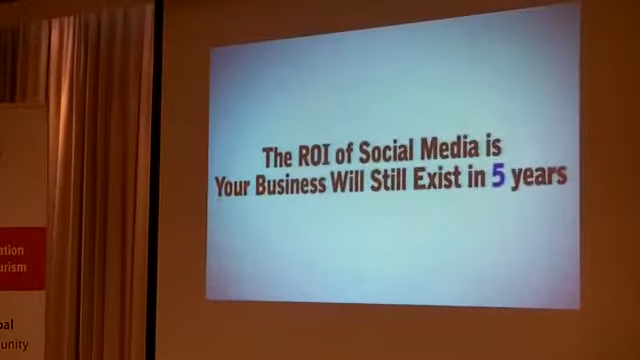 The ROI of Social Media is
Your Business Will Still Exist in 5 years